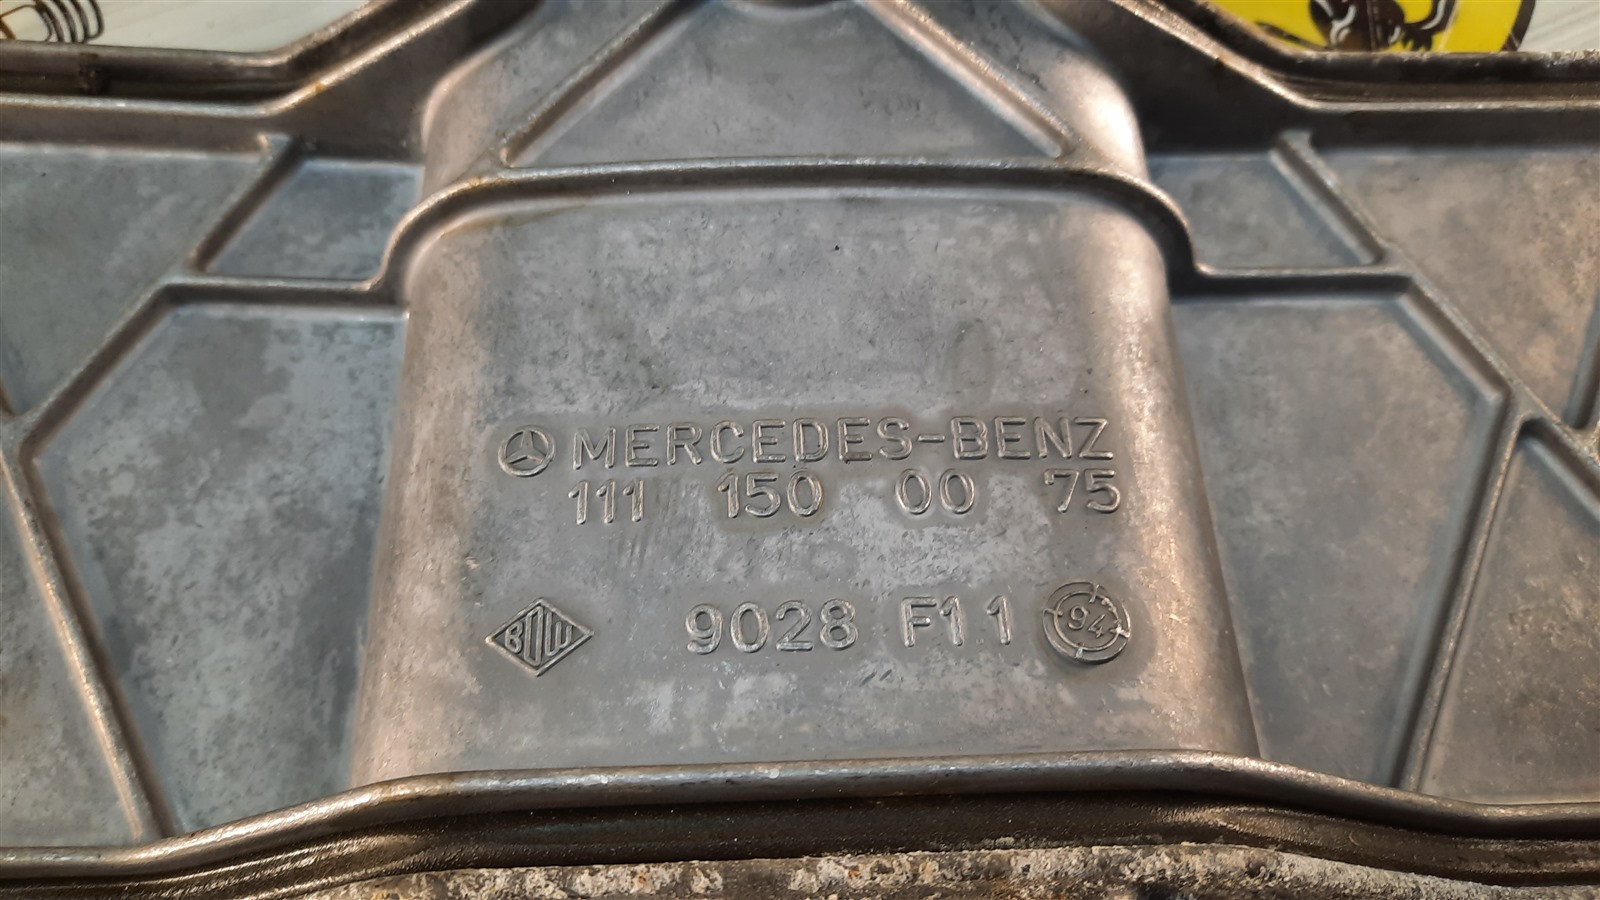 MERCEDES-BENZ
111 150 00 75
9028 F11 94